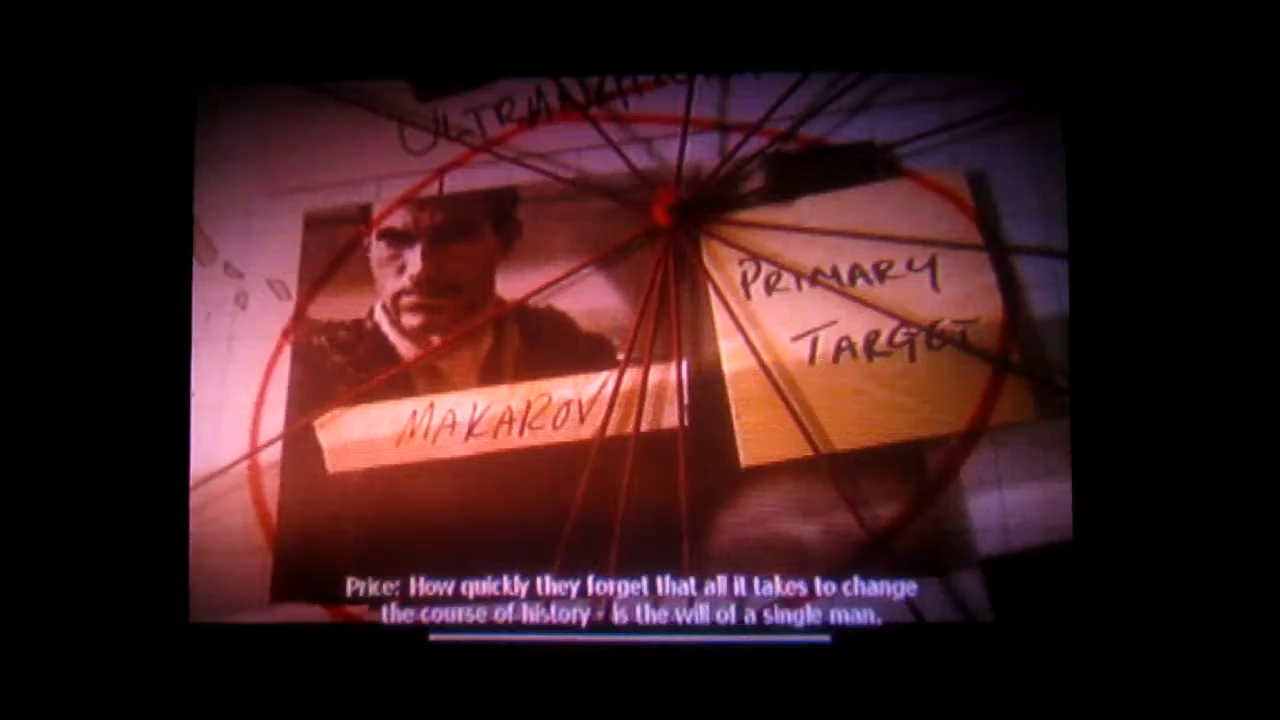 PRIMARY
TARGET
MAKAROV
Price: How quickly they forget that all it takes to change
the course of history - is the will of a single man.